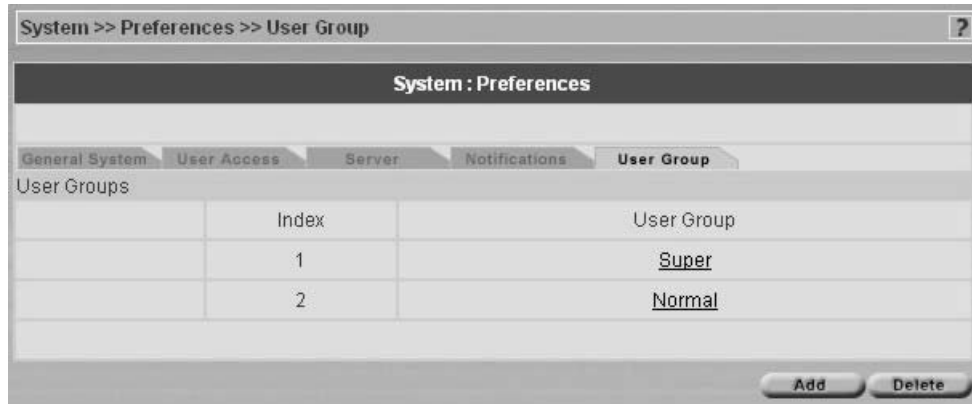 System >> Preferences >> User Group ?
System : Preferences
General System User Access Server Notifications User Group
User Groups
Index User Group
1 Super
2 Normal
Add Delete